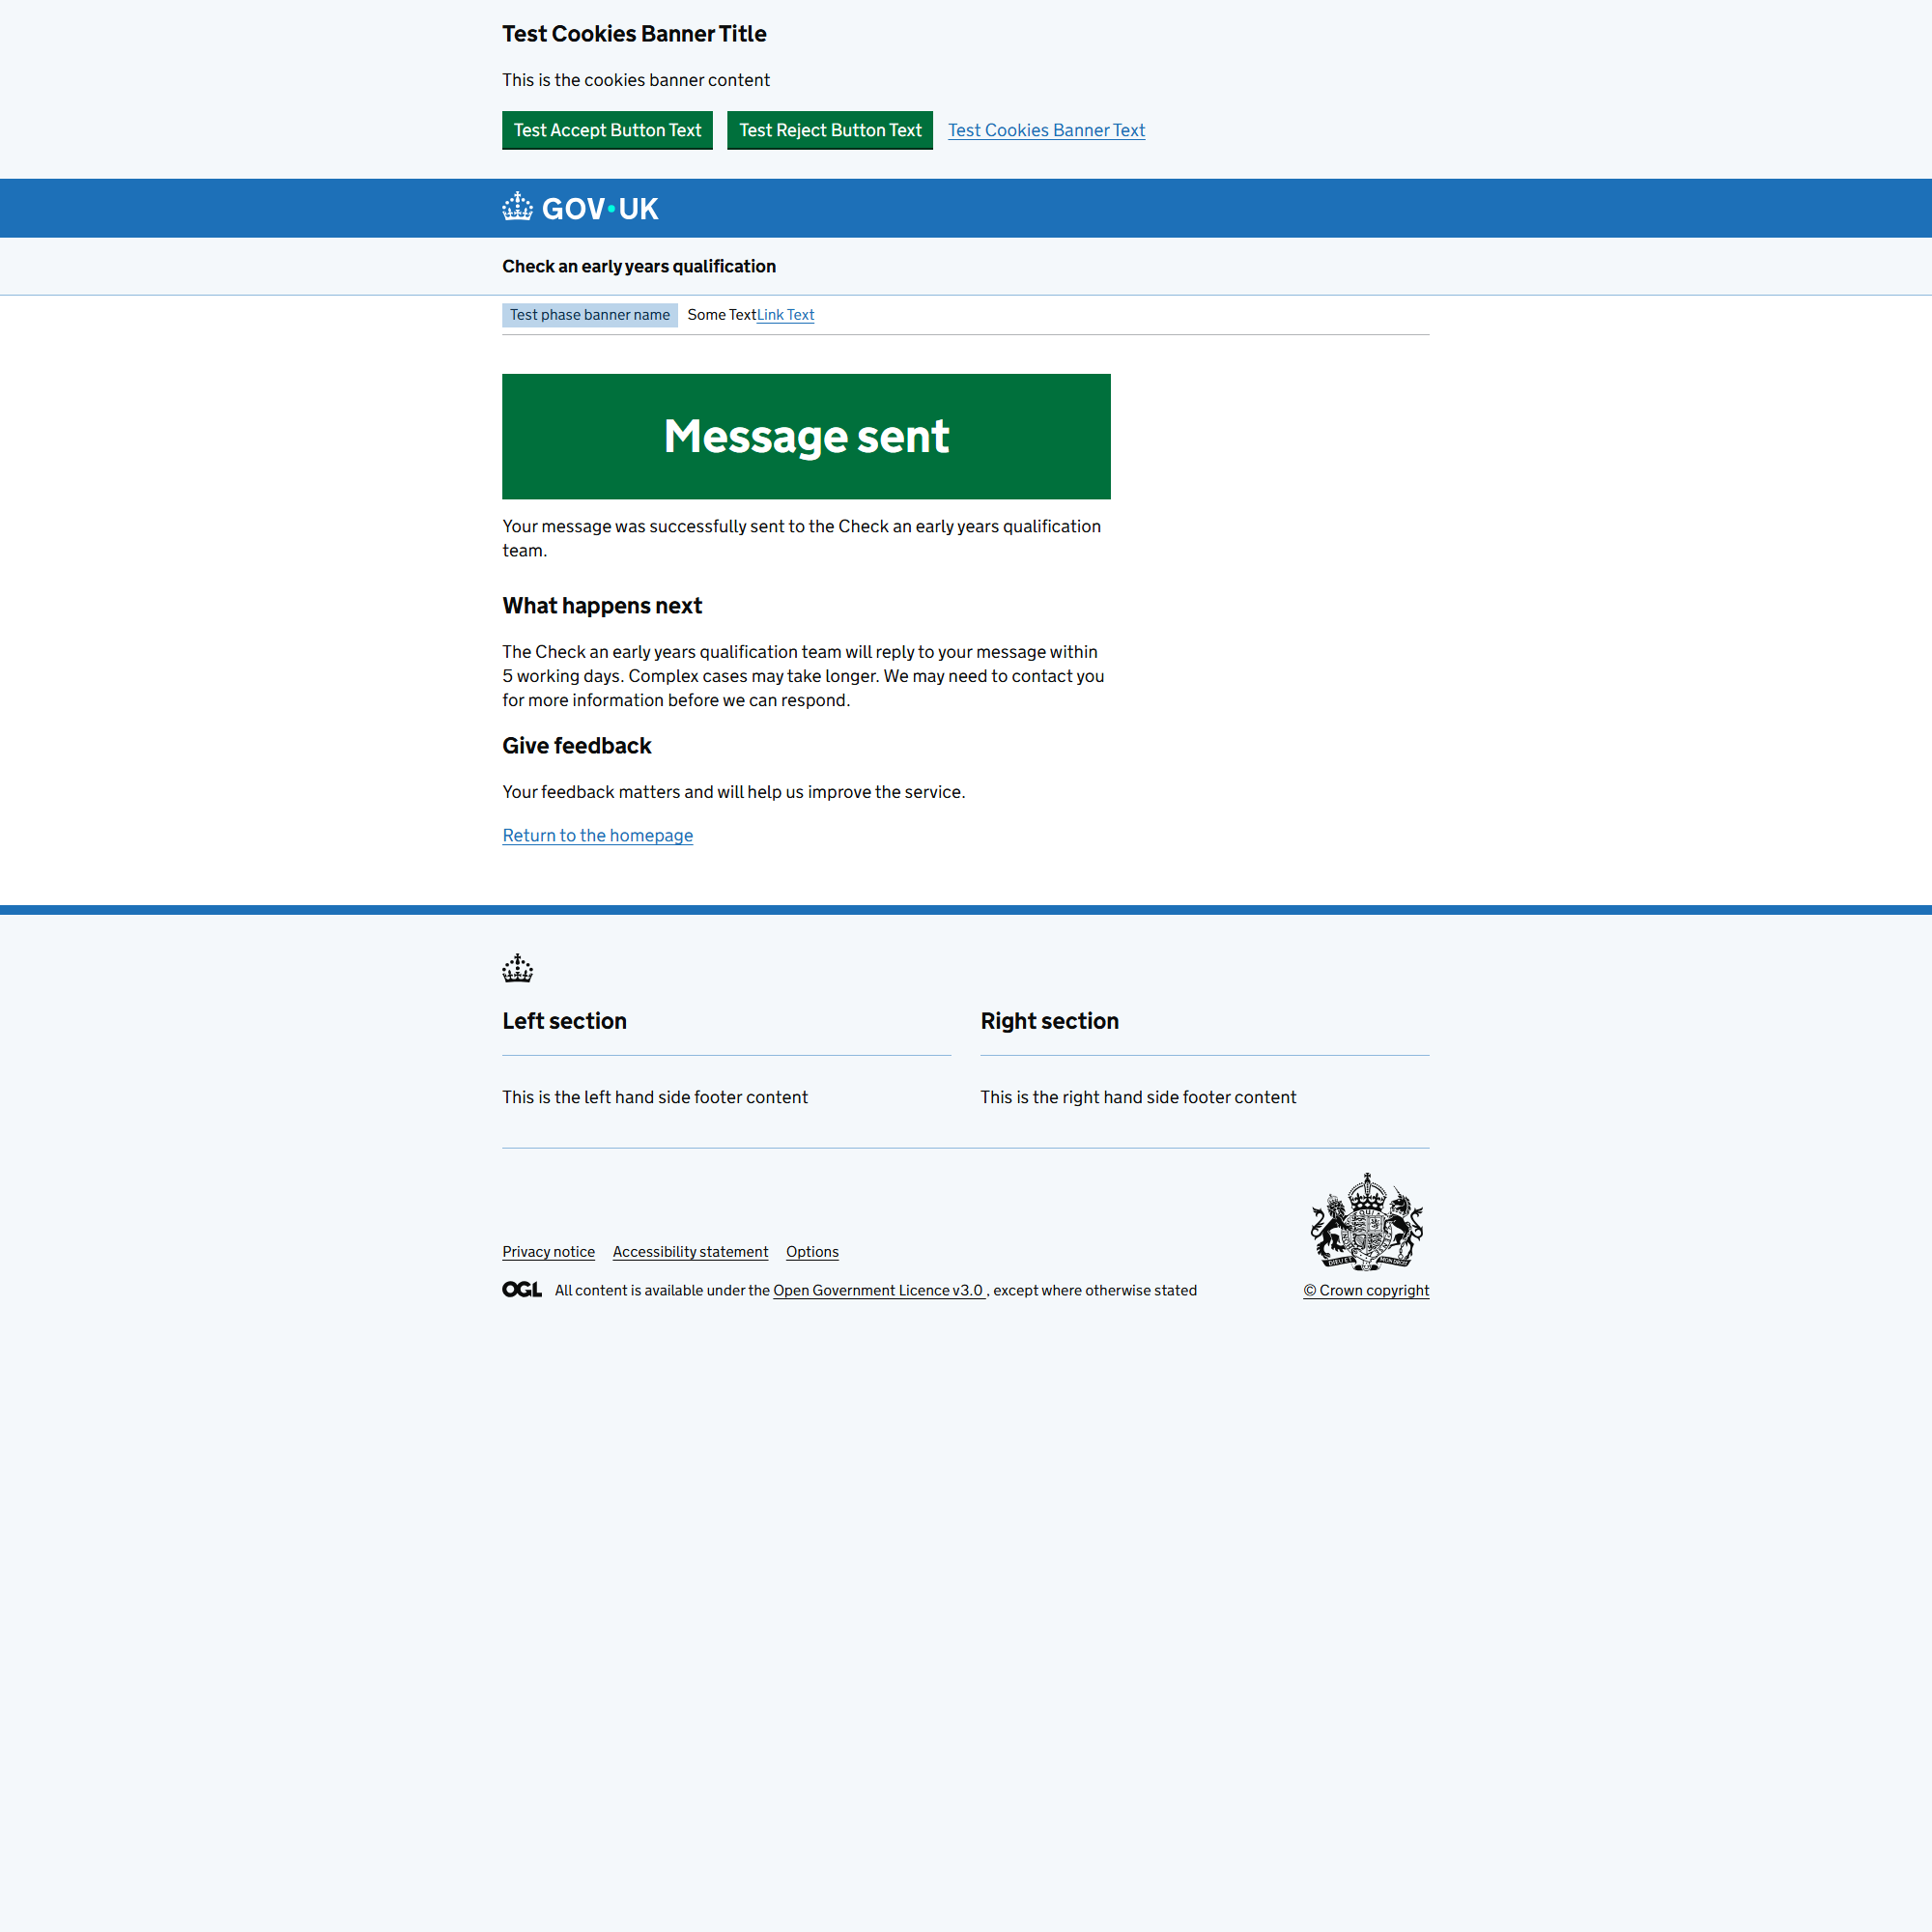 Test Cookies Banner Title
This is the cookies banner content
Test Accept Button Text Test Reject Button Text Test Cookies Banner Text
GOV·UK
Check an early years qualification
Test phase banner name Some TextLink Text
Message sent
Your message was successfully sent to the Check an early years qualification
team.
What happens next
The Check an early years qualification team will reply to your message within
5 working days. Complex cases may take longer. We may need to contact you
for more information before we can respond.
Give feedback
Your feedback matters and will help us improve the service.
Return to the homepage
Left section
This is the left hand side footer content
Right section
This is the right hand side footer content
Privacy notice Accessibility statement Options
OGL All content is available under the Open Government Licence v3.0 , except where otherwise stated
© Crown copyright